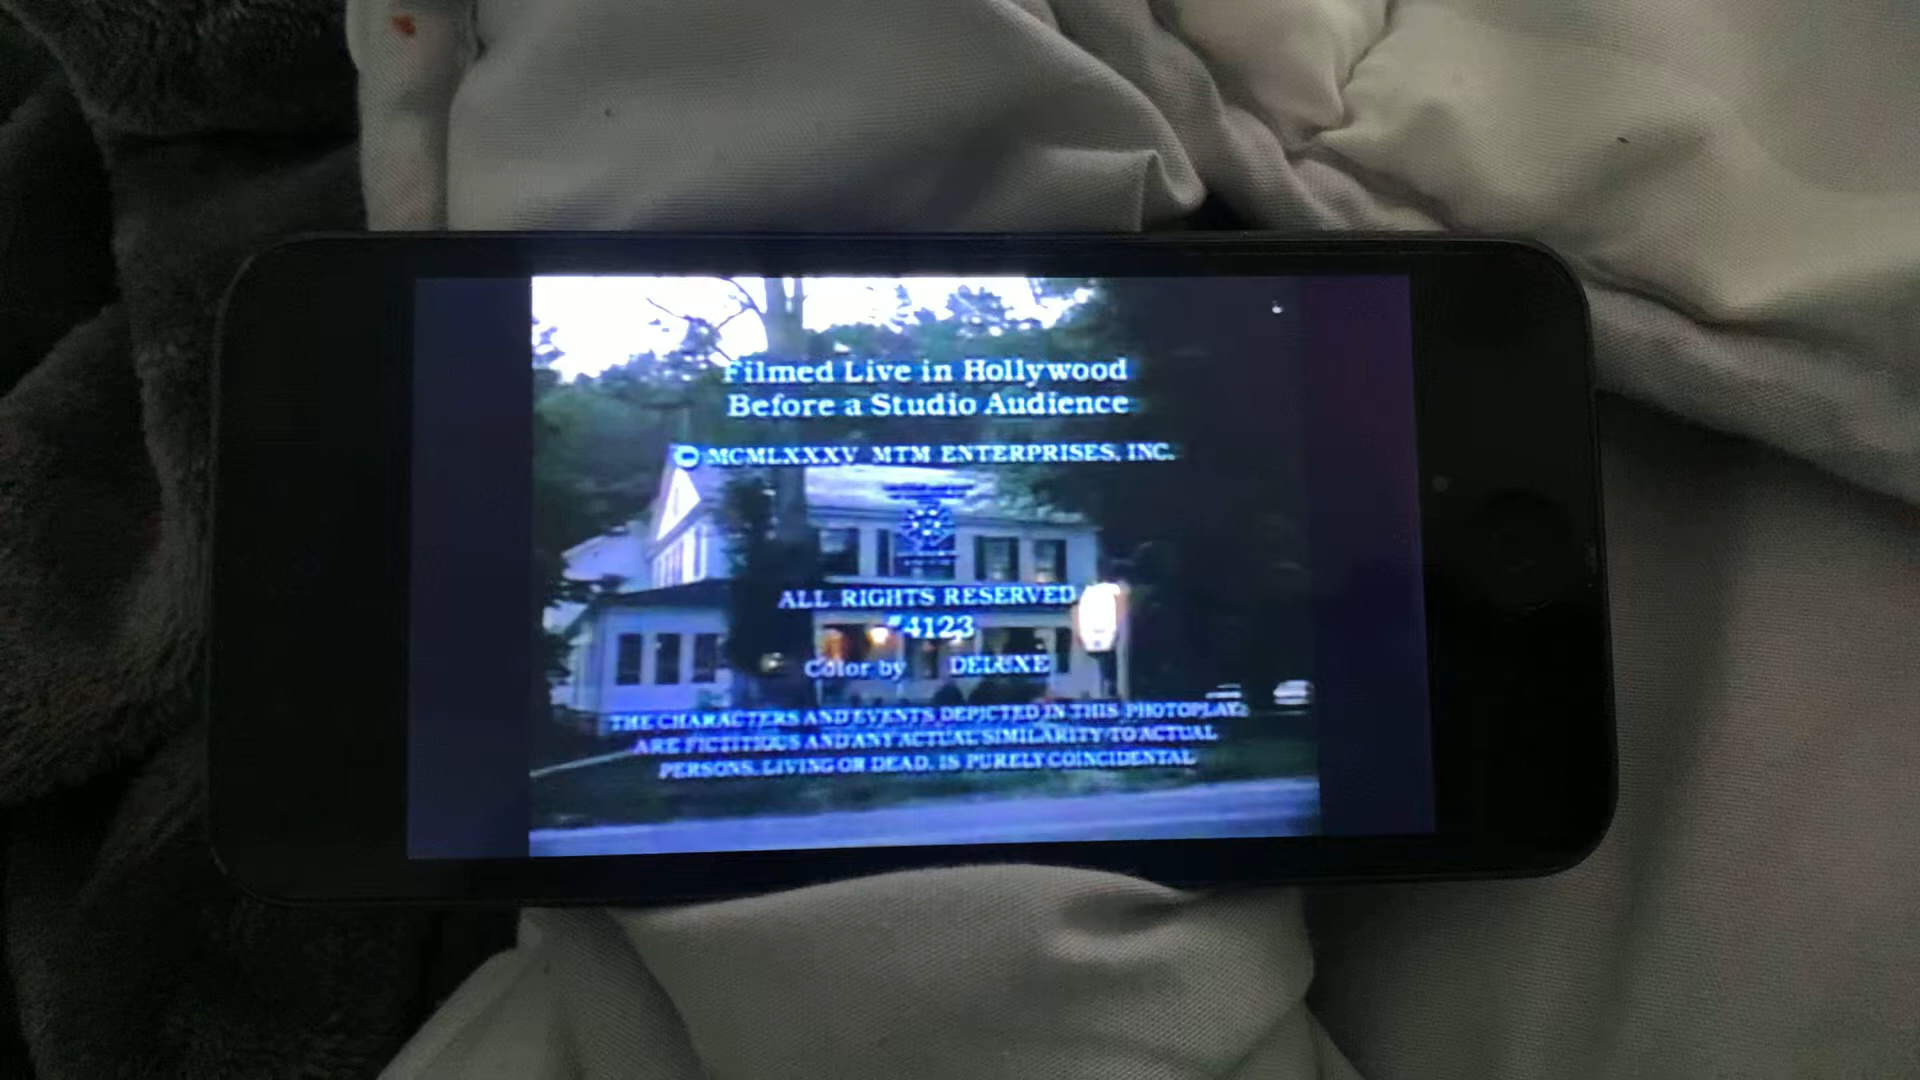 Filmed Live in Hollywood
Before a Studio Audience
© MCMLXXXV MTM ENTERPRISES, INC.
ALL RIGHTS RESERVED
#4123
Color by DELUXE
THE CHARACTERS AND EVENTS DEPICTED IN THIS PHOTOPLAY
ARE FICTITIOUS AND ANY ACTUAL SIMILARITY TO ACTUAL
PERSONS, LIVING OR DEAD, IS PURELY COINCIDENTAL